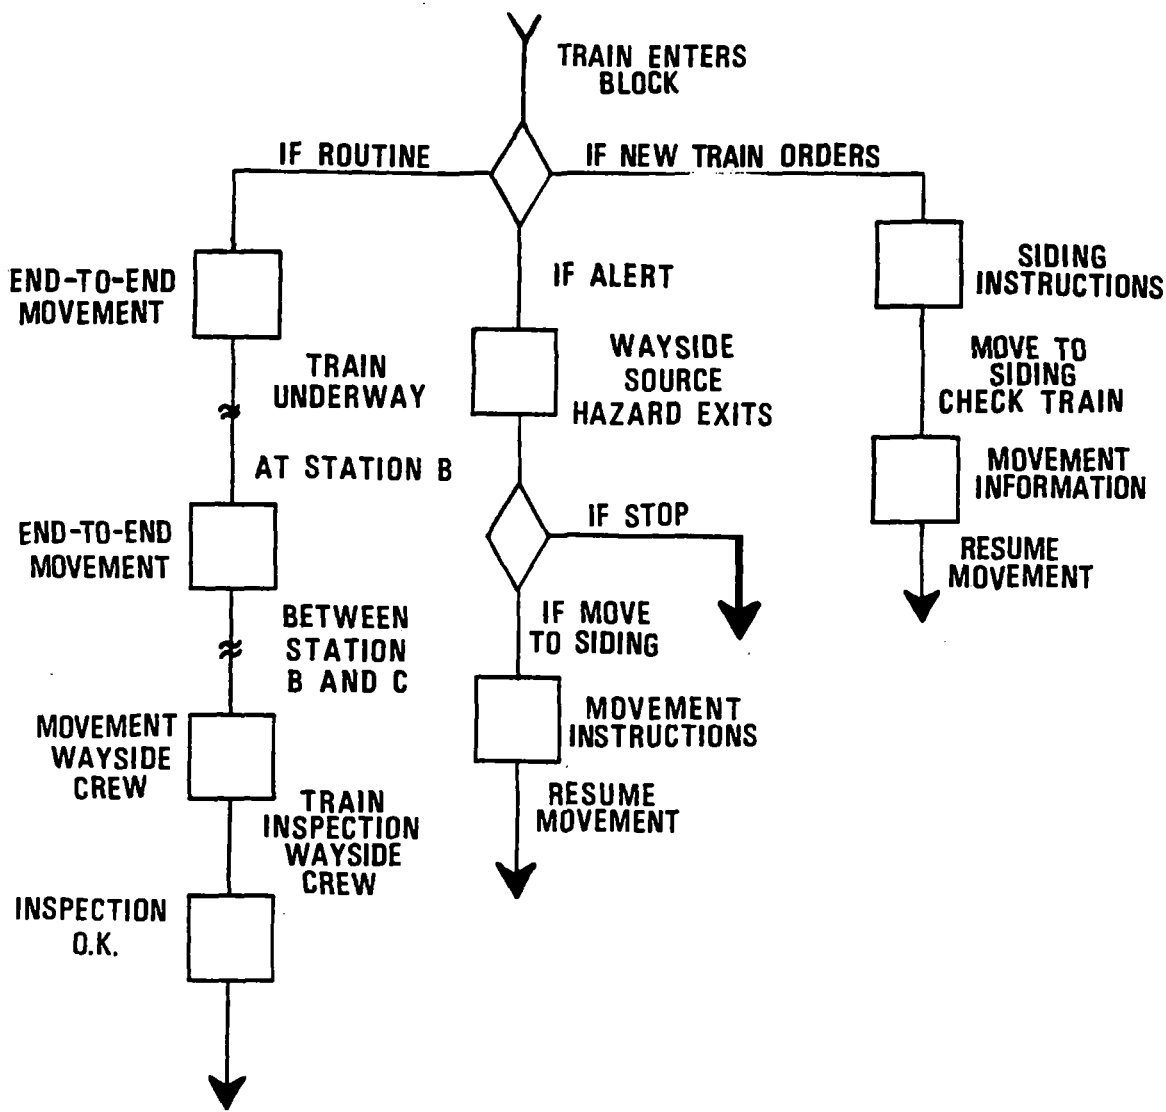 TRAIN ENTERS
BLOCK
IF ROUTINE
IF NEW TRAIN ORDERS
END-TO-END
MOVEMENT
IF ALERT
SIDING
INSTRUCTIONS
TRAIN
UNDERWAY
WAYSIDE
SOURCE
HAZARD EXITS
MOVE TO
SIDING
CHECK TRAIN
AT STATION B
MOVEMENT
INFORMATION
END-TO-END
MOVEMENT
IF STOP
RESUME
MOVEMENT
BETWEEN
STATION
B AND C
IF MOVE
TO SIDING
MOVEMENT
WAYSIDE
CREW
MOVEMENT
INSTRUCTIONS
TRAIN
INSPECTION
WAYSIDE
CREW
RESUME
MOVEMENT
INSPECTION
O.K.